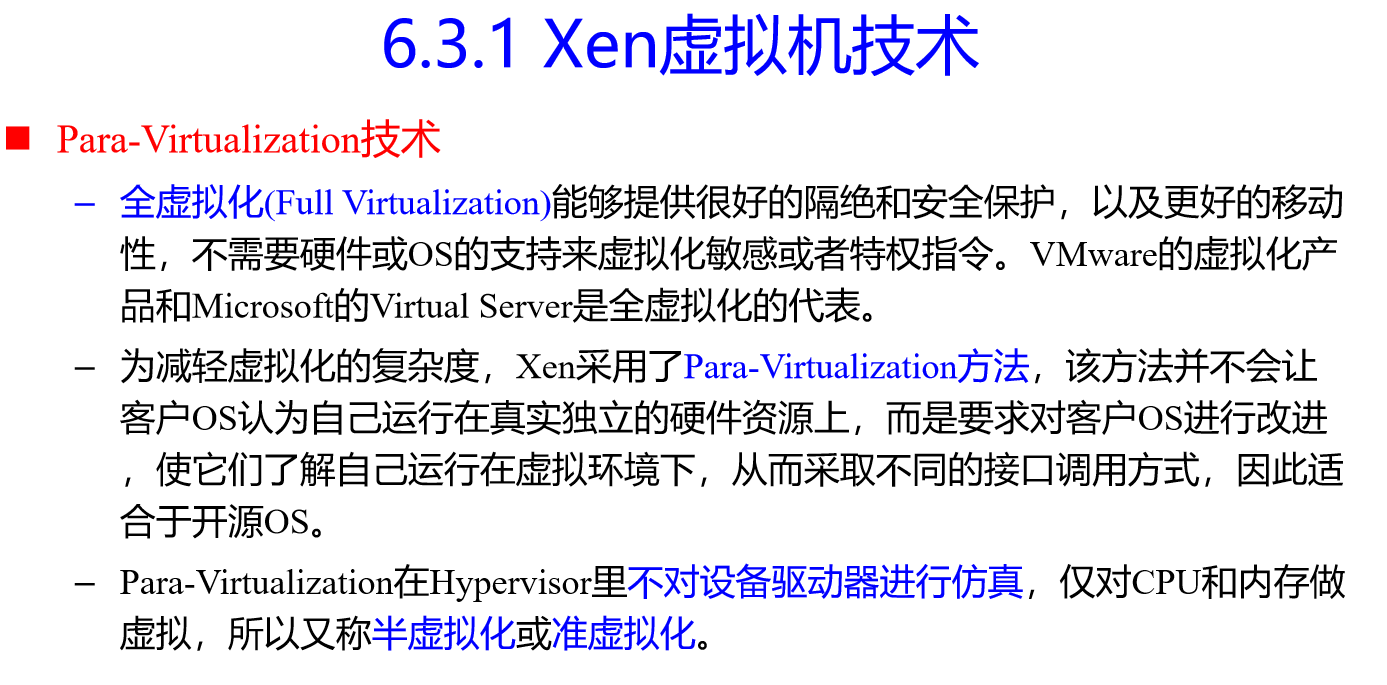 6.3.1 Xen虚拟机技术
■ Para-Virtualization技术
– 全虚拟化(Full Virtualization)能够提供很好的隔绝和安全保护，以及更好的移动
性，不需要硬件或OS的支持来虚拟化敏感或者特权指令。VMware的虚拟化产
品和Microsoft的Virtual Server是全虚拟化的代表。
– 为减轻虚拟化的复杂度，Xen采用了Para-Virtualization方法，该方法并不会让
客户OS认为自己运行在真实独立的硬件资源上，而是要求对客户OS进行改进
，使它们了解自己运行在虚拟环境下，从而采取不同的接口调用方式，因此适
合于开源OS。
– Para-Virtualization在Hypervisor里不对设备驱动器进行仿真，仅对CPU和内存做
虚拟，所以又称半虚拟化或准虚拟化。